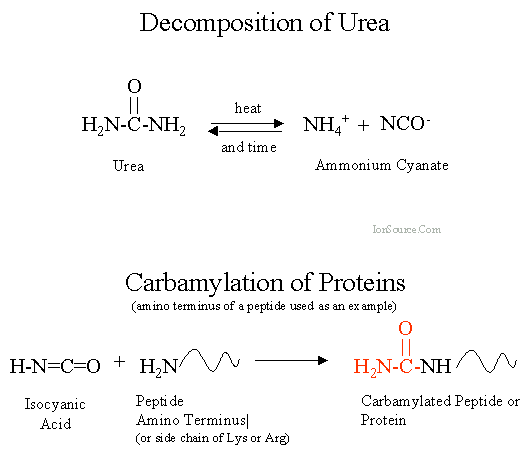 Decomposition of Urea
O
H₂N-C-NH₂
heat
and time
NH₄⁺ + NCO⁻
Urea
Ammonium Cyanate
IonSource.Com
Carbamylation of Proteins
(amino terminus of a peptide used as an example)
O
H-N=C=O + H₂N
H₂N-C-NH
Isocyanic
Acid
Peptide
Amino Terminus|
(or side chain of Lys or Arg)
Carbamylated Peptide or
Protein